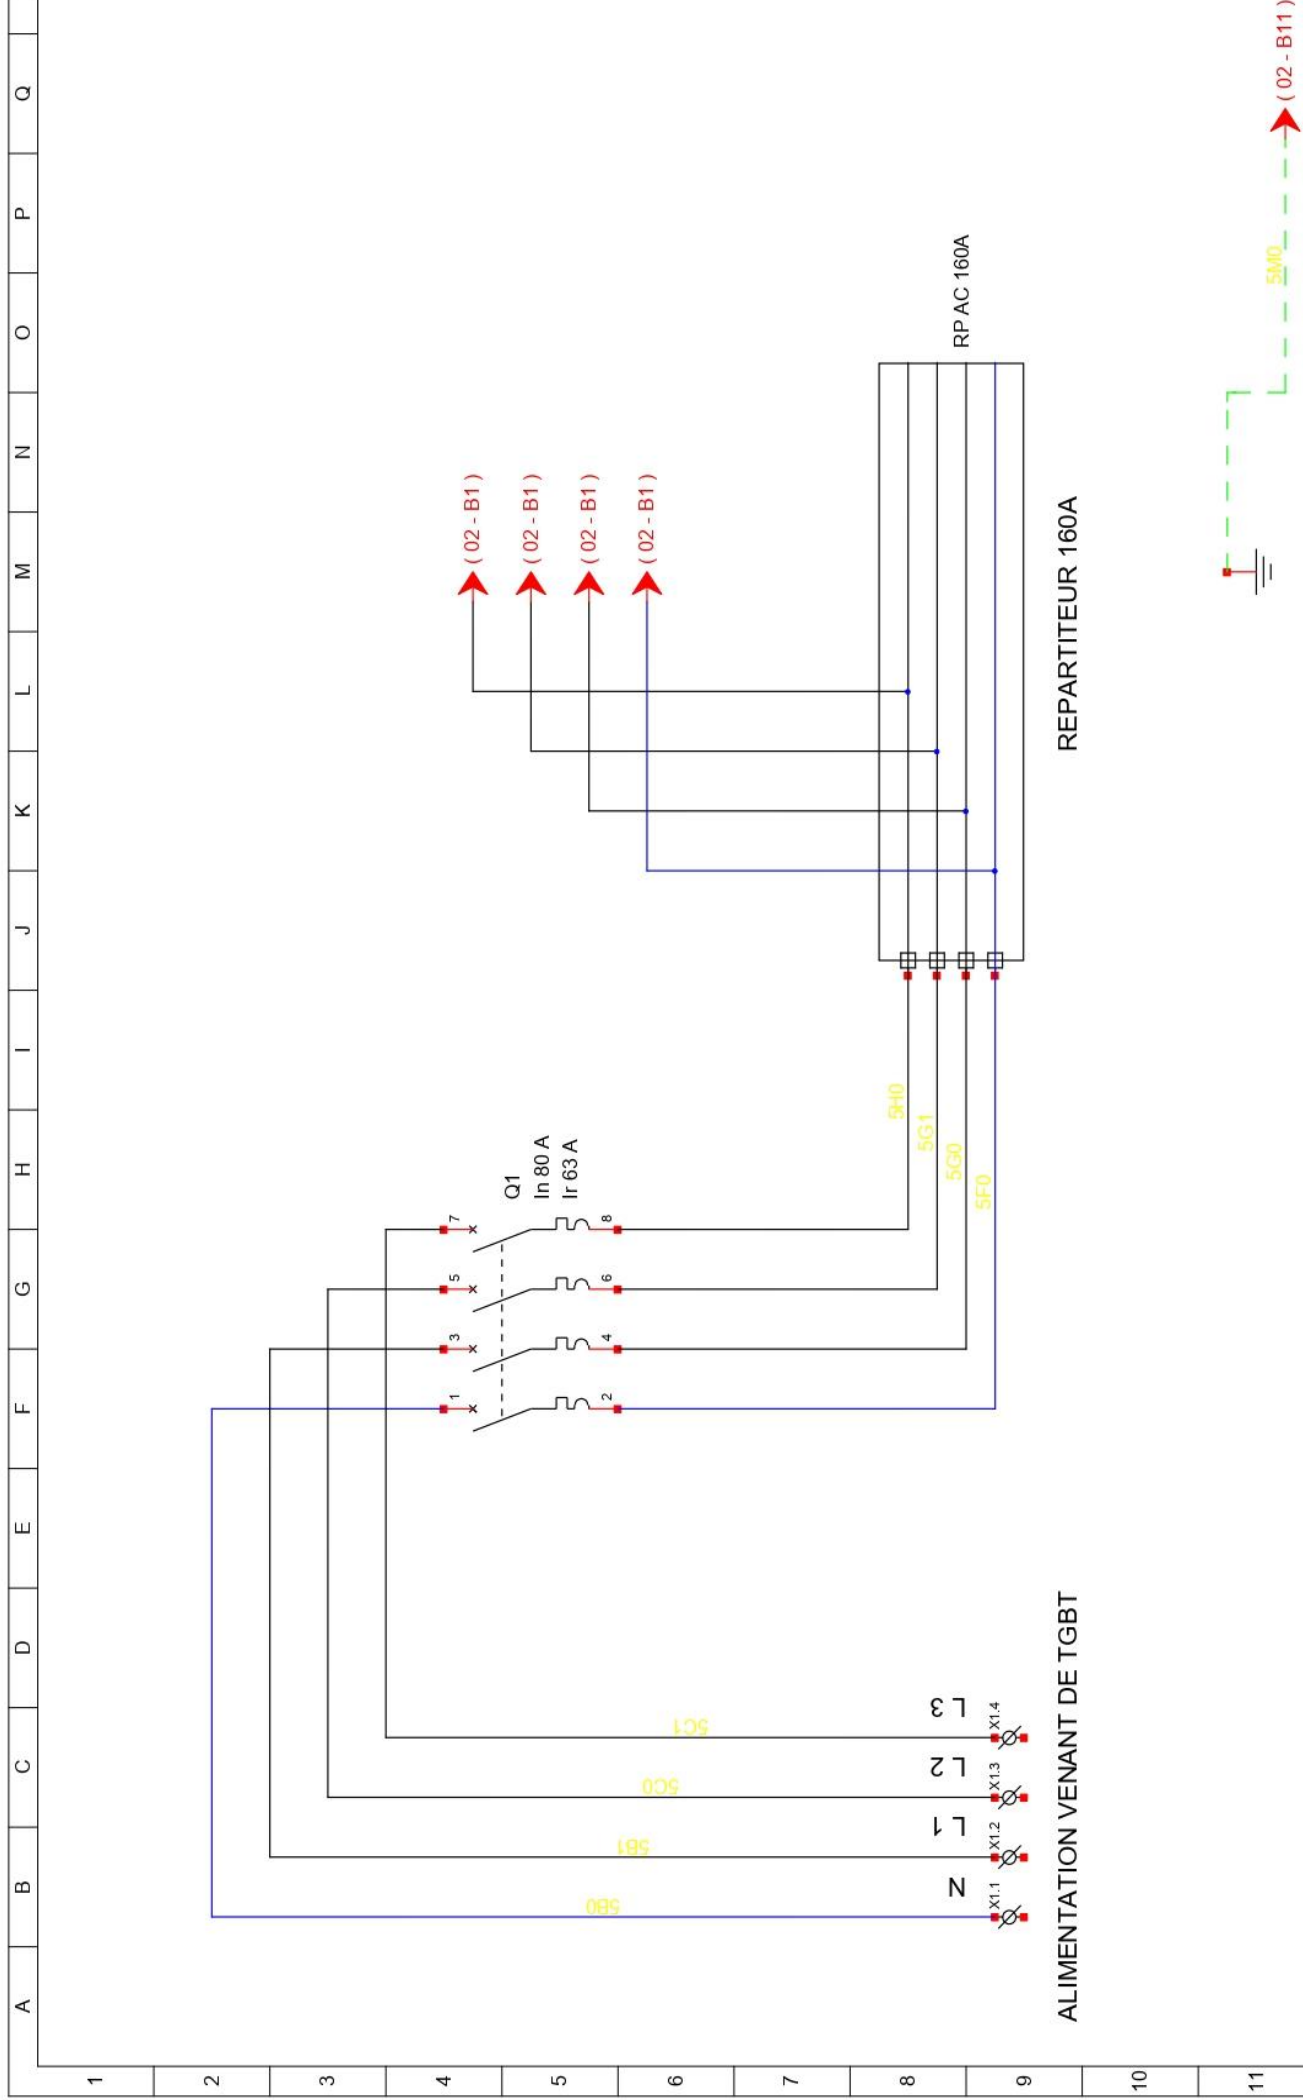 A B C D E F G H I J K L M N O P Q
1
2
3
4
5
6
7
8
9
10
11
5B0
5B1
5C0
5C1
N
L 1
L 2
L 3
X1.1
X1.2
X1.3
X1.4
ALIMENTATION VENANT DE TGBT
1
3
5
7
2
4
6
8
Q1
In 80 A
Ir 63 A
5H0
5G1
5G0
5F0
( 02 - B1 )
( 02 - B1 )
( 02 - B1 )
( 02 - B1 )
RP AC 160A
REPARTITEUR 160A
5M0
( 02 - B11 )